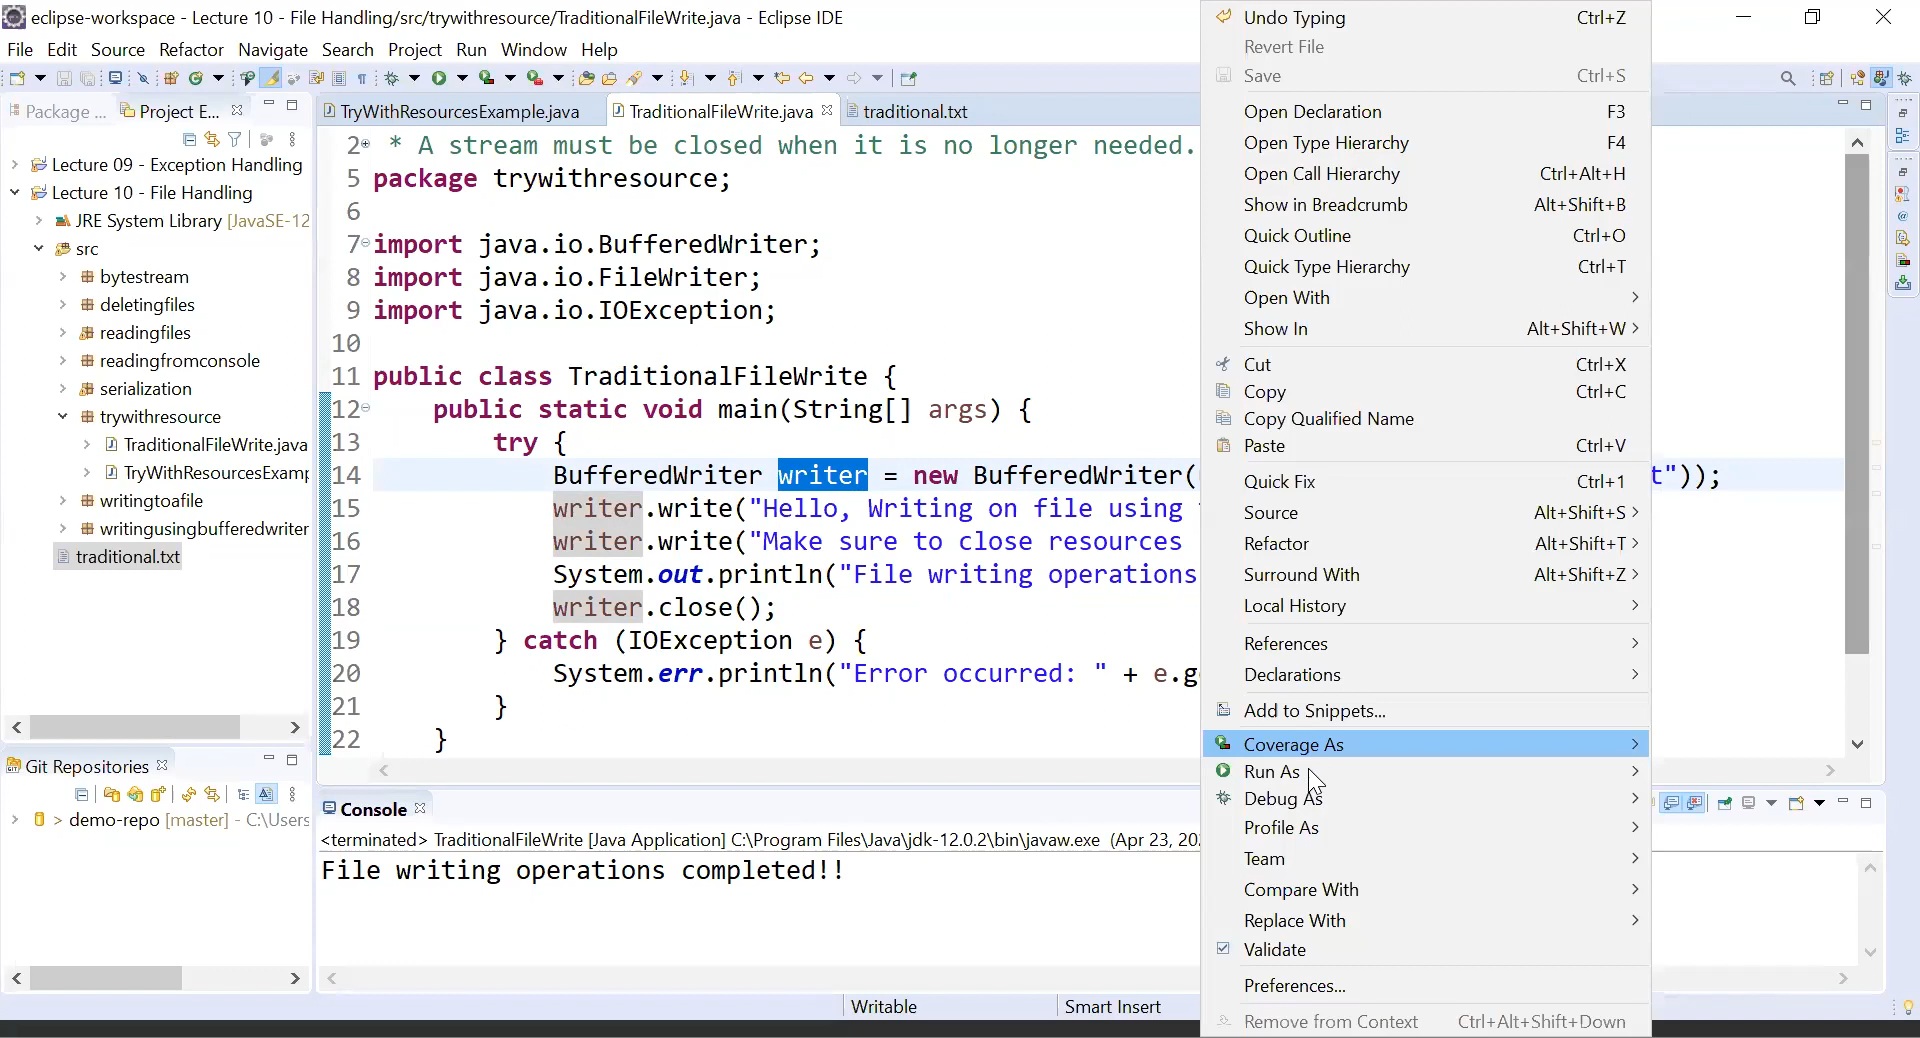 eclipse-workspace - Lecture 10 - File Handling/src/trywithresource/TraditionalFileWrite.java - Eclipse IDE
File Edit Source Refactor Navigate Search Project Run Window Help
Package ...
Project E...
Lecture 09 - Exception Handling
Lecture 10 - File Handling
JRE System Library [JavaSE-12
src
bytestream
deletingfiles
readingfiles
readingfromconsole
serialization
trywithresource
TraditionalFileWrite.java
TryWithResourcesExamp
writingtoafile
writingusingbufferedwriter
traditional.txt
Git Repositories
> demo-repo [master] - C:\Users
TryWithResourcesExample.java
TraditionalFileWrite.java
traditional.txt
2 * A stream must be closed when it is no longer needed.
5 package trywithresource;
6
7 import java.io.BufferedWriter;
8 import java.io.FileWriter;
9 import java.io.IOException;
10
11 public class TraditionalFileWrite {
12 public static void main(String[] args) {
13 try {
14 BufferedWriter writer = new BufferedWriter( t"));
15 writer.write("Hello, Writing on file using
16 writer.write("Make sure to close resources
17 System.out.println("File writing operations
18 writer.close();
19 } catch (IOException e) {
20 System.err.println("Error occurred: " + e.g
21 }
22 }
Console
<terminated> TraditionalFileWrite [Java Application] C:\Program Files\Java\jdk-12.0.2\bin\javaw.exe (Apr 23, 20
File writing operations completed!!
Writable
Smart Insert
Undo Typing Ctrl+Z
Revert File
Save Ctrl+S
Open Declaration F3
Open Type Hierarchy F4
Open Call Hierarchy Ctrl+Alt+H
Show in Breadcrumb Alt+Shift+B
Quick Outline Ctrl+O
Quick Type Hierarchy Ctrl+T
Open With
Show In Alt+Shift+W
Cut Ctrl+X
Copy Ctrl+C
Copy Qualified Name
Paste Ctrl+V
Quick Fix Ctrl+1
Source Alt+Shift+S
Refactor Alt+Shift+T
Surround With Alt+Shift+Z
Local History
References
Declarations
Add to Snippets...
Coverage As
Run As
Debug As
Profile As
Team
Compare With
Replace With
Validate
Preferences...
Remove from Context Ctrl+Alt+Shift+Down